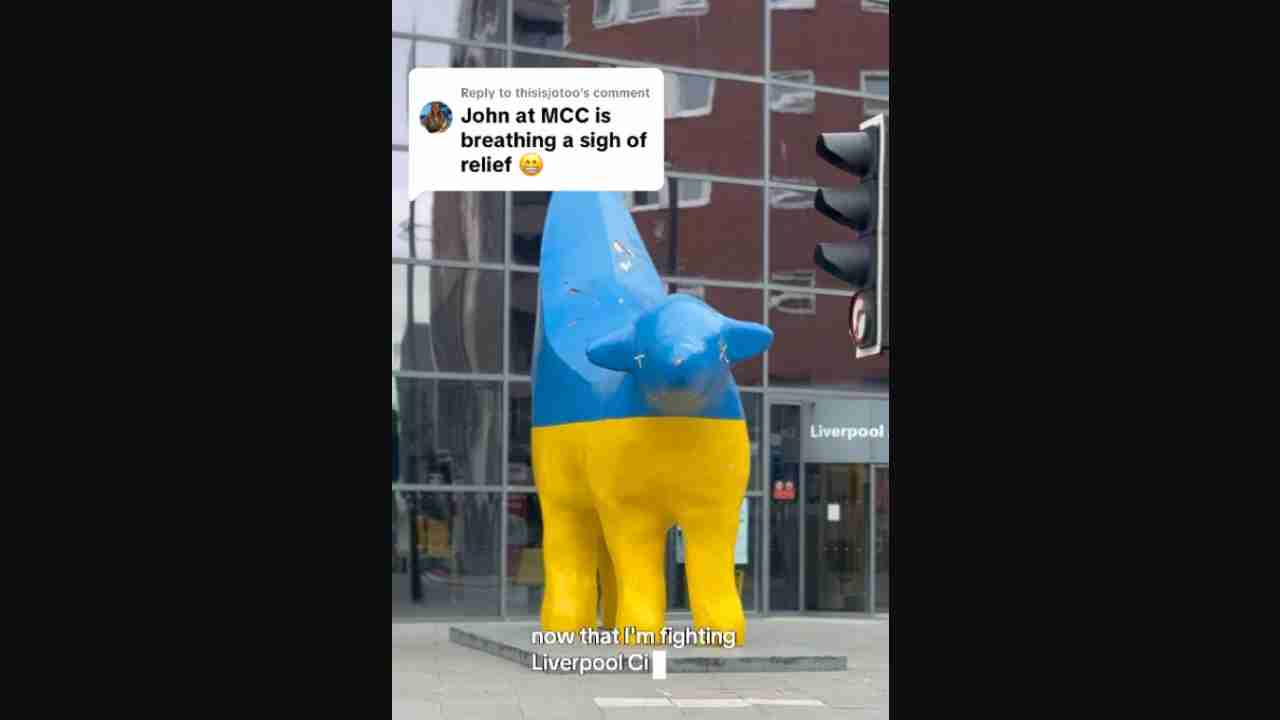 Reply to thisisjotoo's comment
John at MCC is
breathing a sigh of
relief 😁
Liverpool
now that I'm fighting
Liverpool Ci